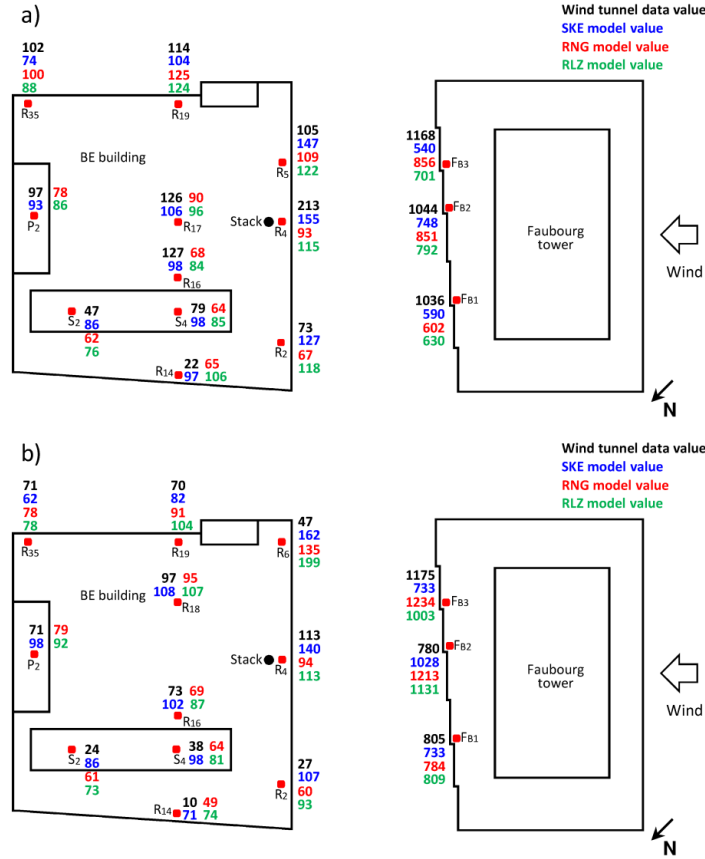 a)
Wind tunnel data value
SKE model value
RNG model value
RLZ model value
102
74
100
88
R35
114
104
125
124
R19
BE building
105
147
109
122
R5
97 78
93 86
P2
126 90
106 96
R17
Stack
213
155
93
115
R4
127 68
98 84
R16
47
86
62
76
S2
79 64
98 85
S4
73
127
67
118
R2
22 65
97 106
R14
1168
540
856
701
FB3
1044
748
851
792
FB2
1036
590
602
630
FB1
Faubourg
tower
Wind
N
b)
Wind tunnel data value
SKE model value
RNG model value
RLZ model value
71
62
78
78
R35
70
82
91
104
R19
47
162
135
199
R6
BE building
97 95
108 107
R18
71 79
98 92
P2
Stack
113
140
94
113
R4
73 69
102 87
R16
24
86
61
73
S2
38 64
98 81
S4
27
107
60
93
R2
10 49
71 74
R14
1175
733
1234
1003
FB3
780
1028
1213
1131
FB2
805
733
784
809
FB1
Faubourg
tower
Wind
N